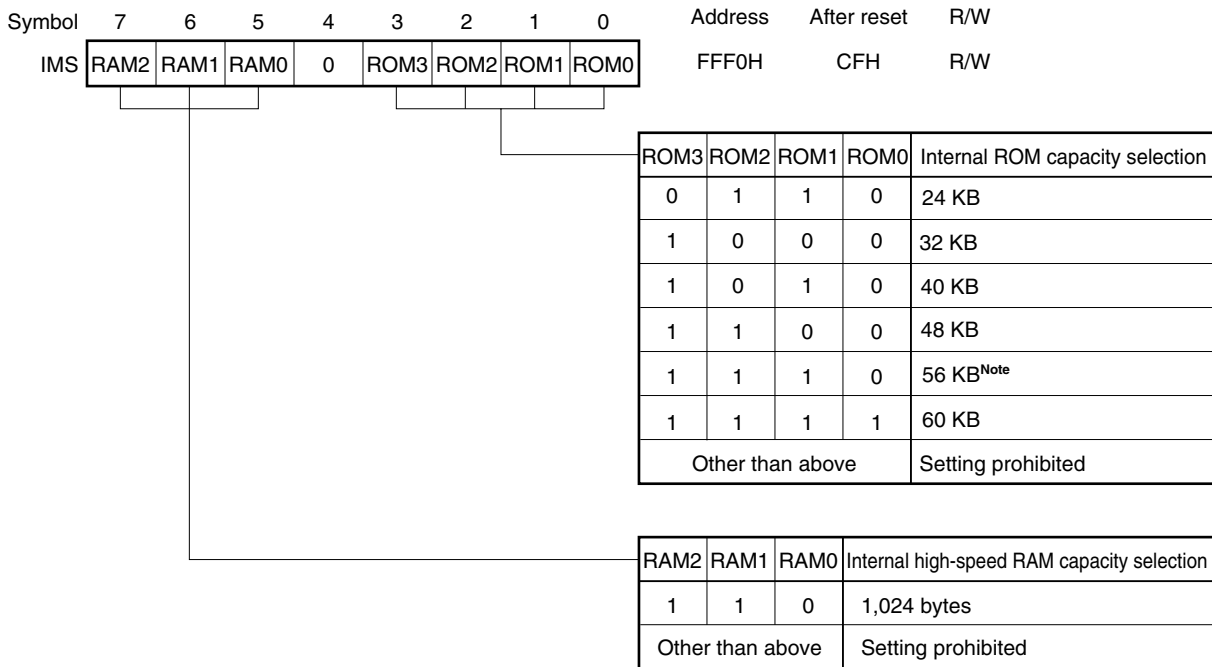 Symbol 7 6 5 4 3 2 1 0 Address After reset R/W
IMS RAM2 RAM1 RAM0 0 ROM3 ROM2 ROM1 ROM0 FFF0H CFH R/W
ROM3 ROM2 ROM1 ROM0 Internal ROM capacity selection
0 1 1 0 24 KB
1 0 0 0 32 KB
1 0 1 0 40 KB
1 1 0 0 48 KB
1 1 1 0 56 KBNote
1 1 1 1 60 KB
Other than above Setting prohibited
RAM2 RAM1 RAM0 Internal high-speed RAM capacity selection
1 1 0 1,024 bytes
Other than above Setting prohibited